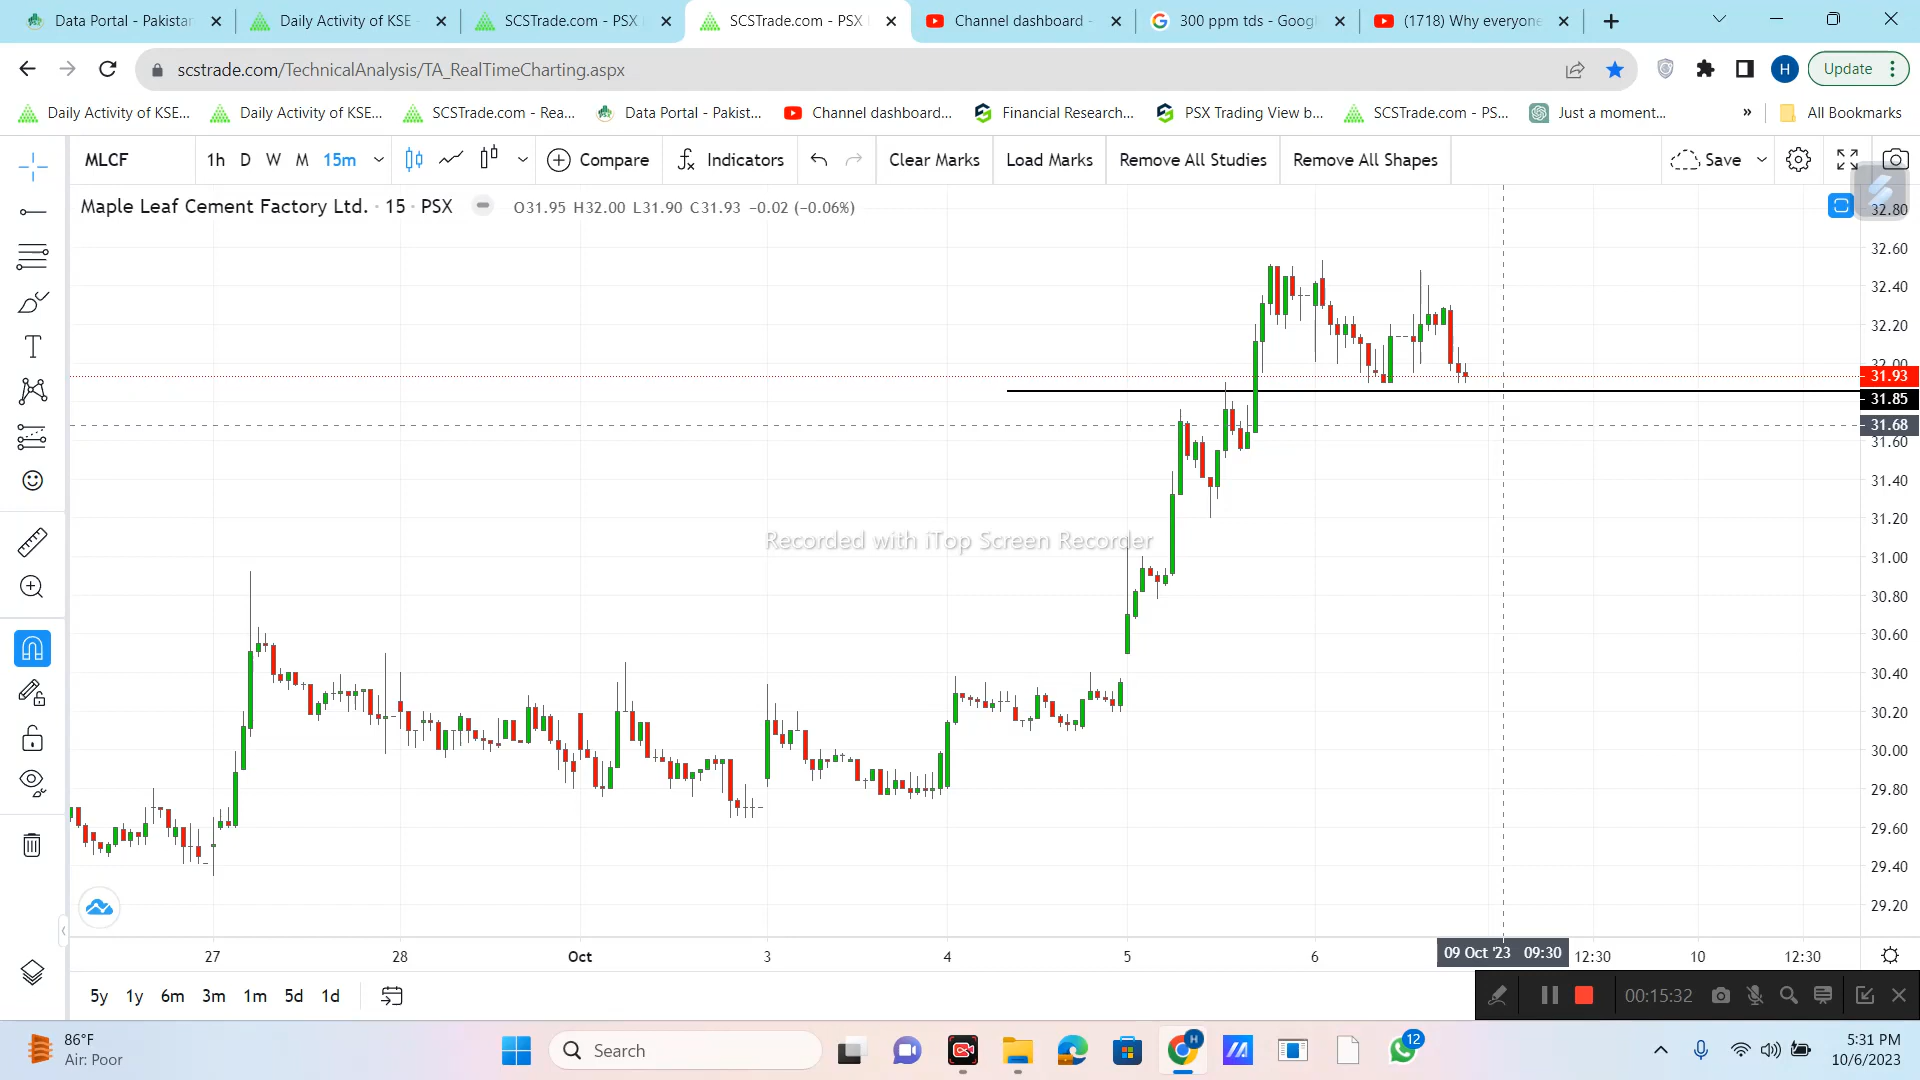 Data Portal - Pakistan
Daily Activity of KSE -
SCSTrade.com - PSX
SCSTrade.com - PSX
Channel dashboard -
300 ppm tds - Google
(1718) Why everyone
scstrade.com/TechnicalAnalysis/TA_RealTimeCharting.aspx
H
Update
Daily Activity of KSE...
Daily Activity of KSE...
SCSTrade.com - Rea...
Data Portal - Pakist...
Channel dashboard...
Financial Research...
PSX Trading View b...
SCSTrade.com - PS...
Just a moment...
»
All Bookmarks
MLCF
1h D W M 15m
Compare
Indicators
Clear Marks
Load Marks
Remove All Studies
Remove All Shapes
Save
Maple Leaf Cement Factory Ltd. · 15 · PSX
O31.95 H32.00 L31.90 C31.93 -0.02 (-0.06%)
32.80
32.60
32.40
32.20
32.00
31.93
31.85
31.68
31.60
31.40
31.20
31.00
30.80
30.60
30.40
30.20
30.00
29.80
29.60
29.40
29.20
Recorded with iTop Screen Recorder
27 28 Oct 3 4 5 6 09 Oct '23 09:30 12:30 10 12:30
5y 1y 6m 3m 1m 5d 1d
00:15:32
86°F
Air: Poor
Search
H
12
5:31 PM
10/6/2023